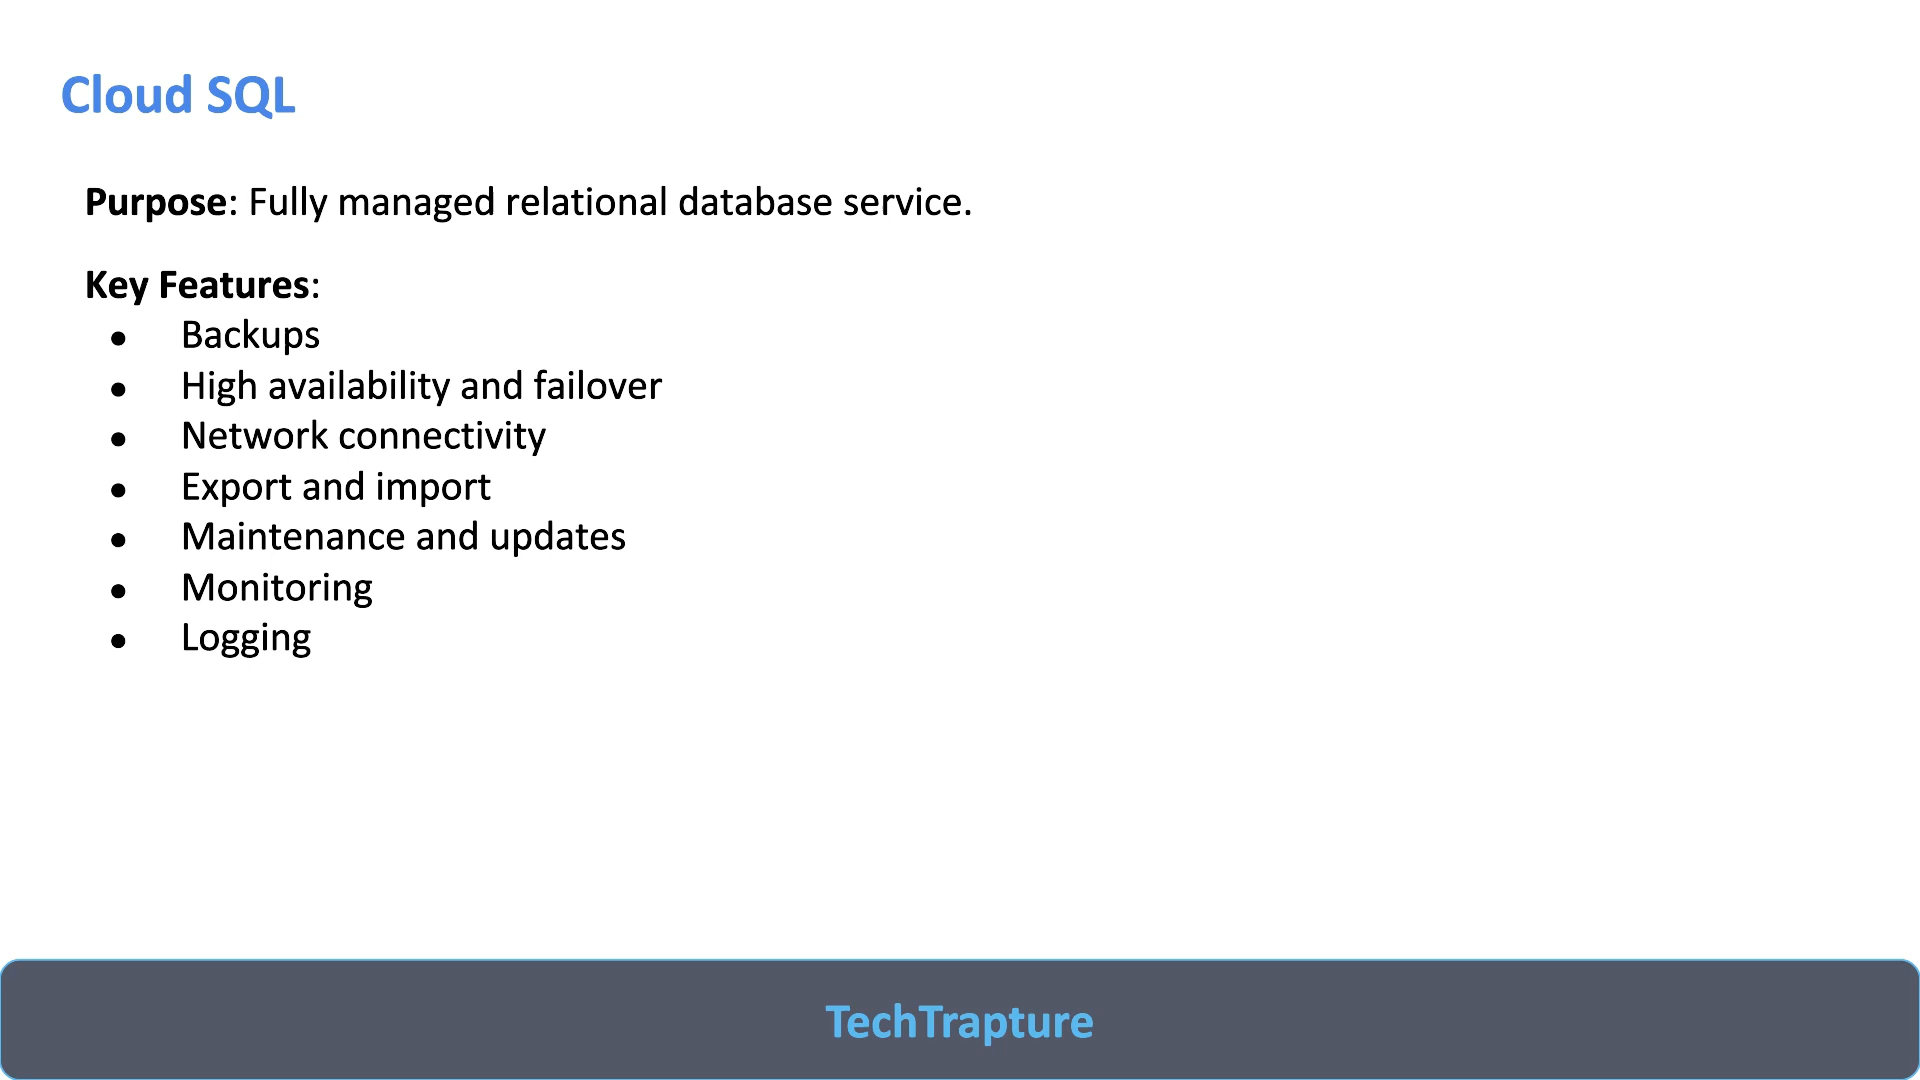 Cloud SQL
Purpose: Fully managed relational database service.
Key Features:
● Backups
● High availability and failover
● Network connectivity
● Export and import
● Maintenance and updates
● Monitoring
● Logging
TechTrapture